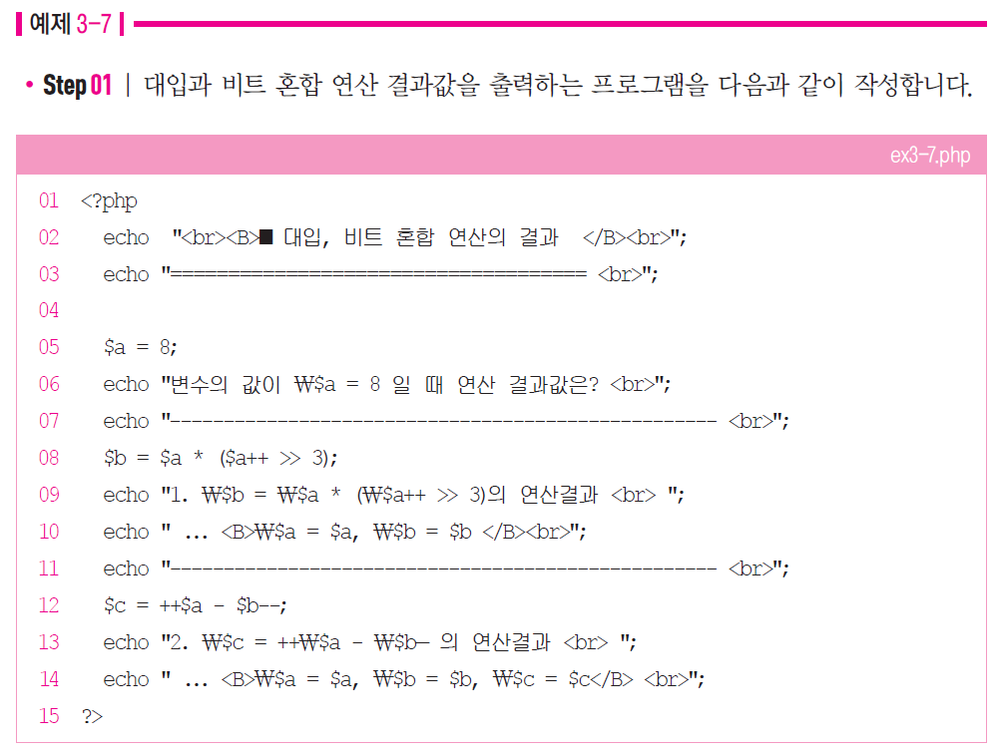 예제 3-7
• Step 01 | 대입과 비트 혼합 연산 결과값을 출력하는 프로그램을 다음과 같이 작성합니다.
ex3-7.php
01 <?php
02 echo "<br><B>■ 대입, 비트 혼합 연산의 결과 </B><br>";
03 echo "==================================== <br>";
04
05 $a = 8;
06 echo "변수의 값이 ₩$a = 8 일 때 연산 결과값은? <br>";
07 echo "--------------------------------------------------- <br>";
08 $b = $a * ($a++ >> 3);
09 echo "1. ₩$b = ₩$a * (₩$a++ >> 3)의 연산결과 <br> ";
10 echo " ... <B>₩$a = $a, ₩$b = $b </B><br>";
11 echo "--------------------------------------------------- <br>";
12 $c = ++$a - $b--;
13 echo "2. ₩$c = ++₩$a - ₩$b— 의 연산결과 <br> ";
14 echo " ... <B>₩$a = $a, ₩$b = $b, ₩$c = $c</B> <br>";
15 ?>